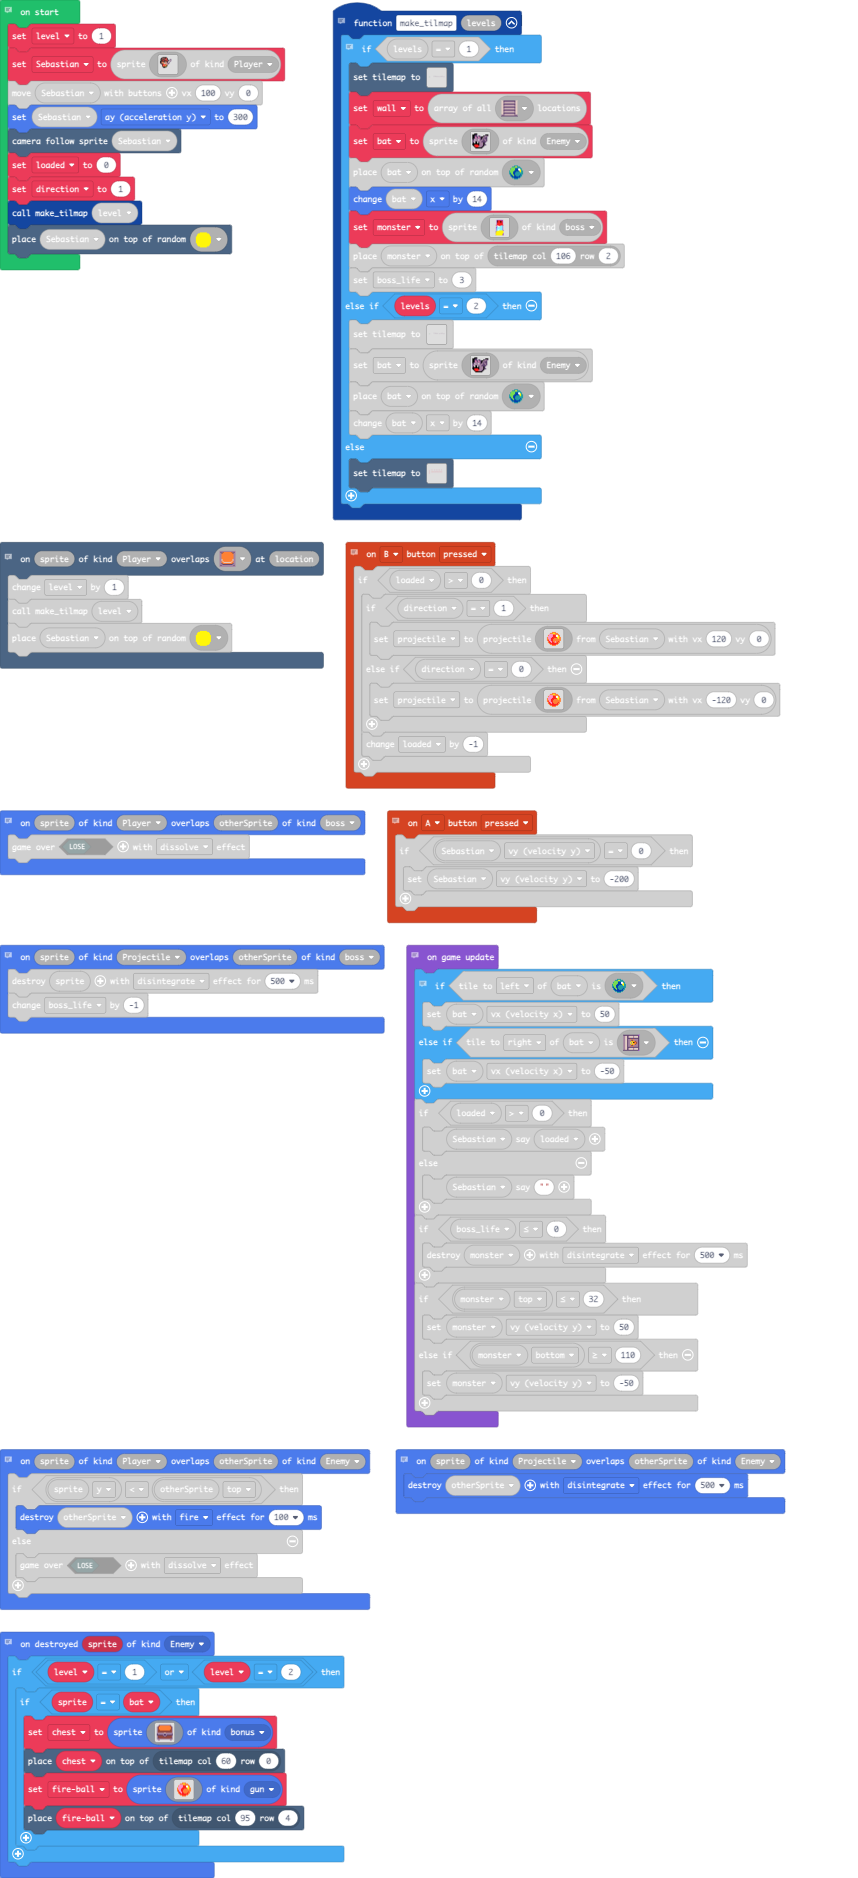 on start
set level to 1
set Sebastian to sprite of kind Player
move Sebastian with buttons vx 100 vy 0
set Sebastian ay (acceleration y) to 300
camera follow sprite Sebastian
set loaded to 0
set direction to 1
call make_tilmap level
place Sebastian on top of random
function make_tilmap levels
if levels = 1 then
set tilemap to
set wall to array of all locations
set bat to sprite of kind Enemy
place bat on top of random
change bat x by 14
set monster to sprite of kind boss
place monster on top of tilemap col 106 row 2
set boss_life to 3
else if levels = 2 then
set tilemap to
set bat to sprite of kind Enemy
place bat on top of random
change bat x by 14
else
set tilemap to
on sprite of kind Player overlaps at location
change level by 1
call make_tilmap level
place Sebastian on top of random
on B button pressed
if loaded > 0 then
if direction = 1 then
set projectile to projectile from Sebastian with vx 120 vy 0
else if direction = 0 then
set projectile to projectile from Sebastian with vx -120 vy 0
change loaded by -1
on sprite of kind Player overlaps otherSprite of kind boss
game over LOSE with dissolve effect
on A button pressed
if Sebastian vy (velocity y) = 0 then
set Sebastian vy (velocity y) to -200
on sprite of kind Projectile overlaps otherSprite of kind boss
destroy sprite with disintegrate effect for 500 ms
change boss_life by -1
on game update
if tile to left of bat is then
set bat vx (velocity x) to 50
else if tile to right of bat is then
set bat vx (velocity x) to -50
if loaded > 0 then
Sebastian say loaded
else
Sebastian say " "
if boss_life ≤ 0 then
destroy monster with disintegrate effect for 500 ms
if monster top ≤ 32 then
set monster vy (velocity y) to 50
else if monster bottom ≥ 110 then
set monster vy (velocity y) to -50
on sprite of kind Player overlaps otherSprite of kind Enemy
if sprite y < otherSprite top then
destroy otherSprite with fire effect for 100 ms
else
game over LOSE with dissolve effect
on sprite of kind Projectile overlaps otherSprite of kind Enemy
destroy otherSprite with disintegrate effect for 500 ms
on destroyed sprite of kind Enemy
if level = 1 or level = 2 then
if sprite = bat then
set chest to sprite of kind bonus
place chest on top of tilemap col 60 row 0
set fire-ball to sprite of kind gun
place fire-ball on top of tilemap col 95 row 4